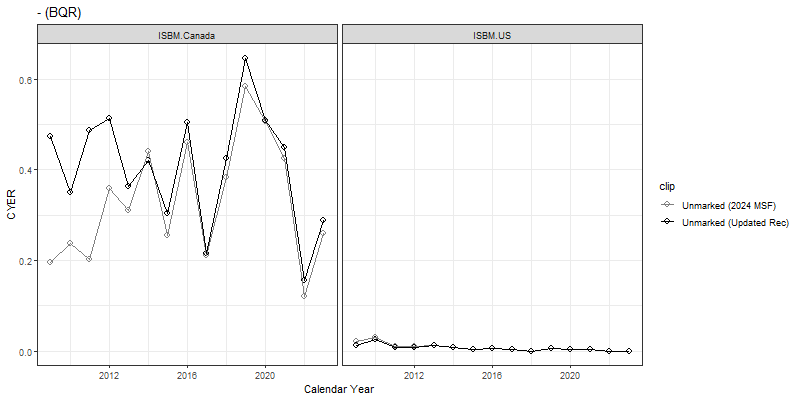 - (BQR)
ISBM.Canada
ISBM.US
CYER
0.6
0.4
0.2
0.0
2012
2016
2020
2012
2016
2020
Calendar Year
clip
Unmarked (2024 MSF)
Unmarked (Updated Rec)